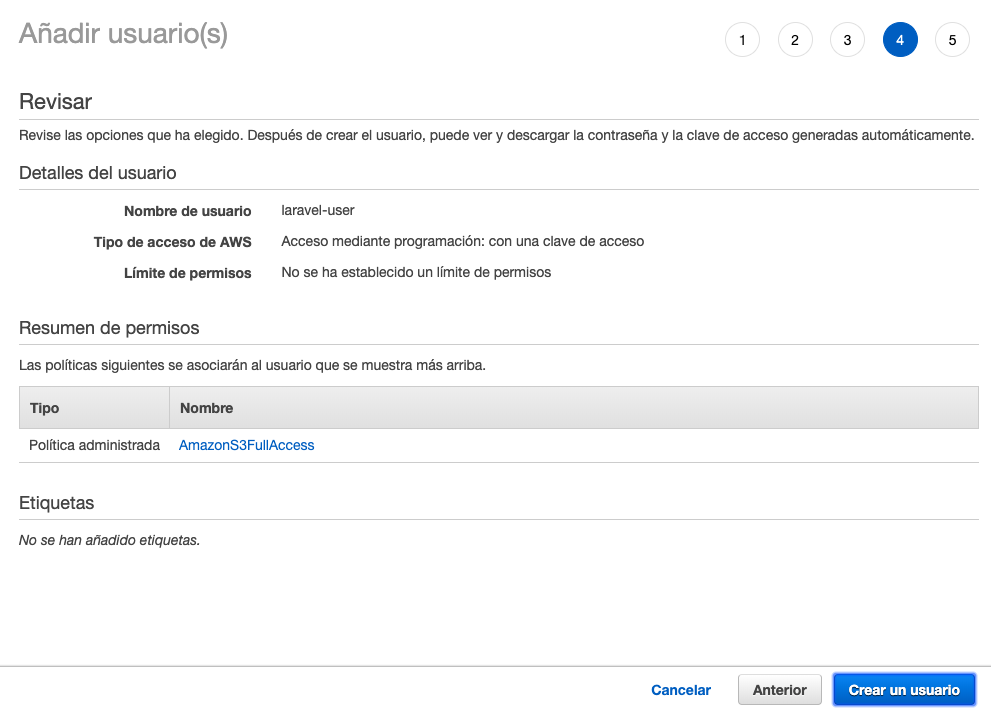 Añadir usuario(s)
1 2 3 4 5
Revisar
Revise las opciones que ha elegido. Después de crear el usuario, puede ver y descargar la contraseña y la clave de acceso generadas automáticamente.
Detalles del usuario
Nombre de usuario laravel-user
Tipo de acceso de AWS Acceso mediante programación: con una clave de acceso
Límite de permisos No se ha establecido un límite de permisos
Resumen de permisos
Las políticas siguientes se asociarán al usuario que se muestra más arriba.
Tipo Nombre
Política administrada AmazonS3FullAccess
Etiquetas
No se han añadido etiquetas.
Cancelar Anterior Crear un usuario